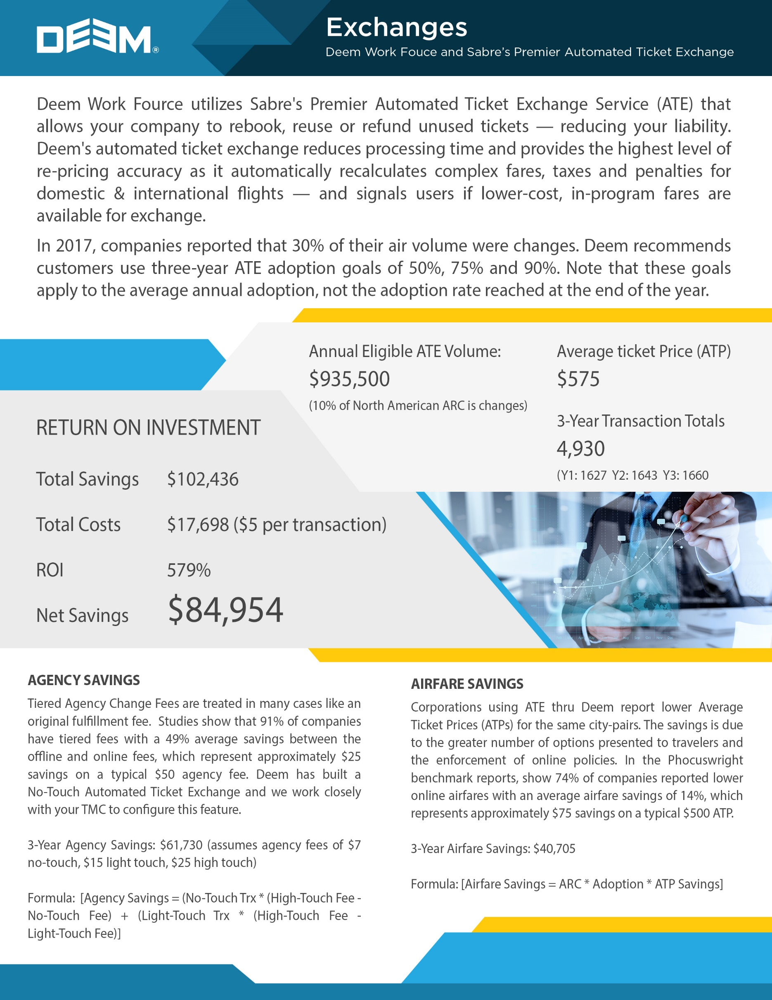 DEEM®
Exchanges
Deem Work Fouce and Sabre's Premier Automated Ticket Exchange
Deem Work Fource utilizes Sabre's Premier Automated Ticket Exchange Service (ATE) that
allows your company to rebook, reuse or refund unused tickets — reducing your liability.
Deem's automated ticket exchange reduces processing time and provides the highest level of
re-pricing accuracy as it automatically recalculates complex fares, taxes and penalties for
domestic & international flights — and signals users if lower-cost, in-program fares are
available for exchange.
In 2017, companies reported that 30% of their air volume were changes. Deem recommends
customers use three-year ATE adoption goals of 50%, 75% and 90%. Note that these goals
apply to the average annual adoption, not the adoption rate reached at the end of the year.
Annual Eligible ATE Volume:
$935,500
(10% of North American ARC is changes)
Average ticket Price (ATP)
$575
3-Year Transaction Totals
4,930
(Y1: 1627 Y2: 1643 Y3: 1660
RETURN ON INVESTMENT
Total Savings $102,436
Total Costs $17,698 ($5 per transaction)
ROI 579%
Net Savings $84,954
Apr May Aug Sep Oct Nov Dec
AGENCY SAVINGS
Tiered Agency Change Fees are treated in many cases like an
original fulfillment fee. Studies show that 91% of companies
have tiered fees with a 49% average savings between the
offline and online fees, which represent approximately $25
savings on a typical $50 agency fee. Deem has built a
No-Touch Automated Ticket Exchange and we work closely
with your TMC to configure this feature.
3-Year Agency Savings: $61,730 (assumes agency fees of $7
no-touch, $15 light touch, $25 high touch)
Formula: [Agency Savings = (No-Touch Trx * (High-Touch Fee -
No-Touch Fee) + (Light-Touch Trx * (High-Touch Fee -
Light-Touch Fee)]
AIRFARE SAVINGS
Corporations using ATE thru Deem report lower Average
Ticket Prices (ATPs) for the same city-pairs. The savings is due
to the greater number of options presented to travelers and
the enforcement of online policies. In the Phocuswright
benchmark reports, show 74% of companies reported lower
online airfares with an average airfare savings of 14%, which
represents approximately $75 savings on a typical $500 ATP.
3-Year Airfare Savings: $40,705
Formula: [Airfare Savings = ARC * Adoption * ATP Savings]